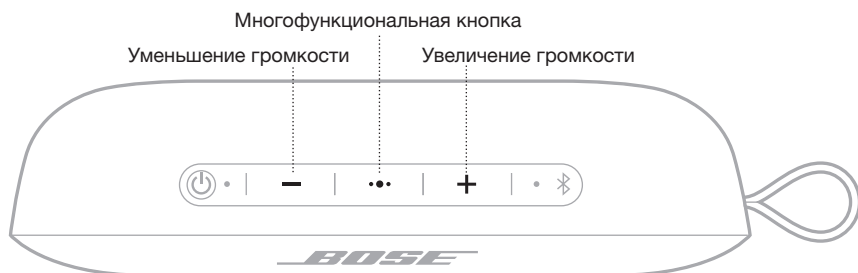 Многофункциональная кнопка
Уменьшение громкости Увеличение громкости
BOSE